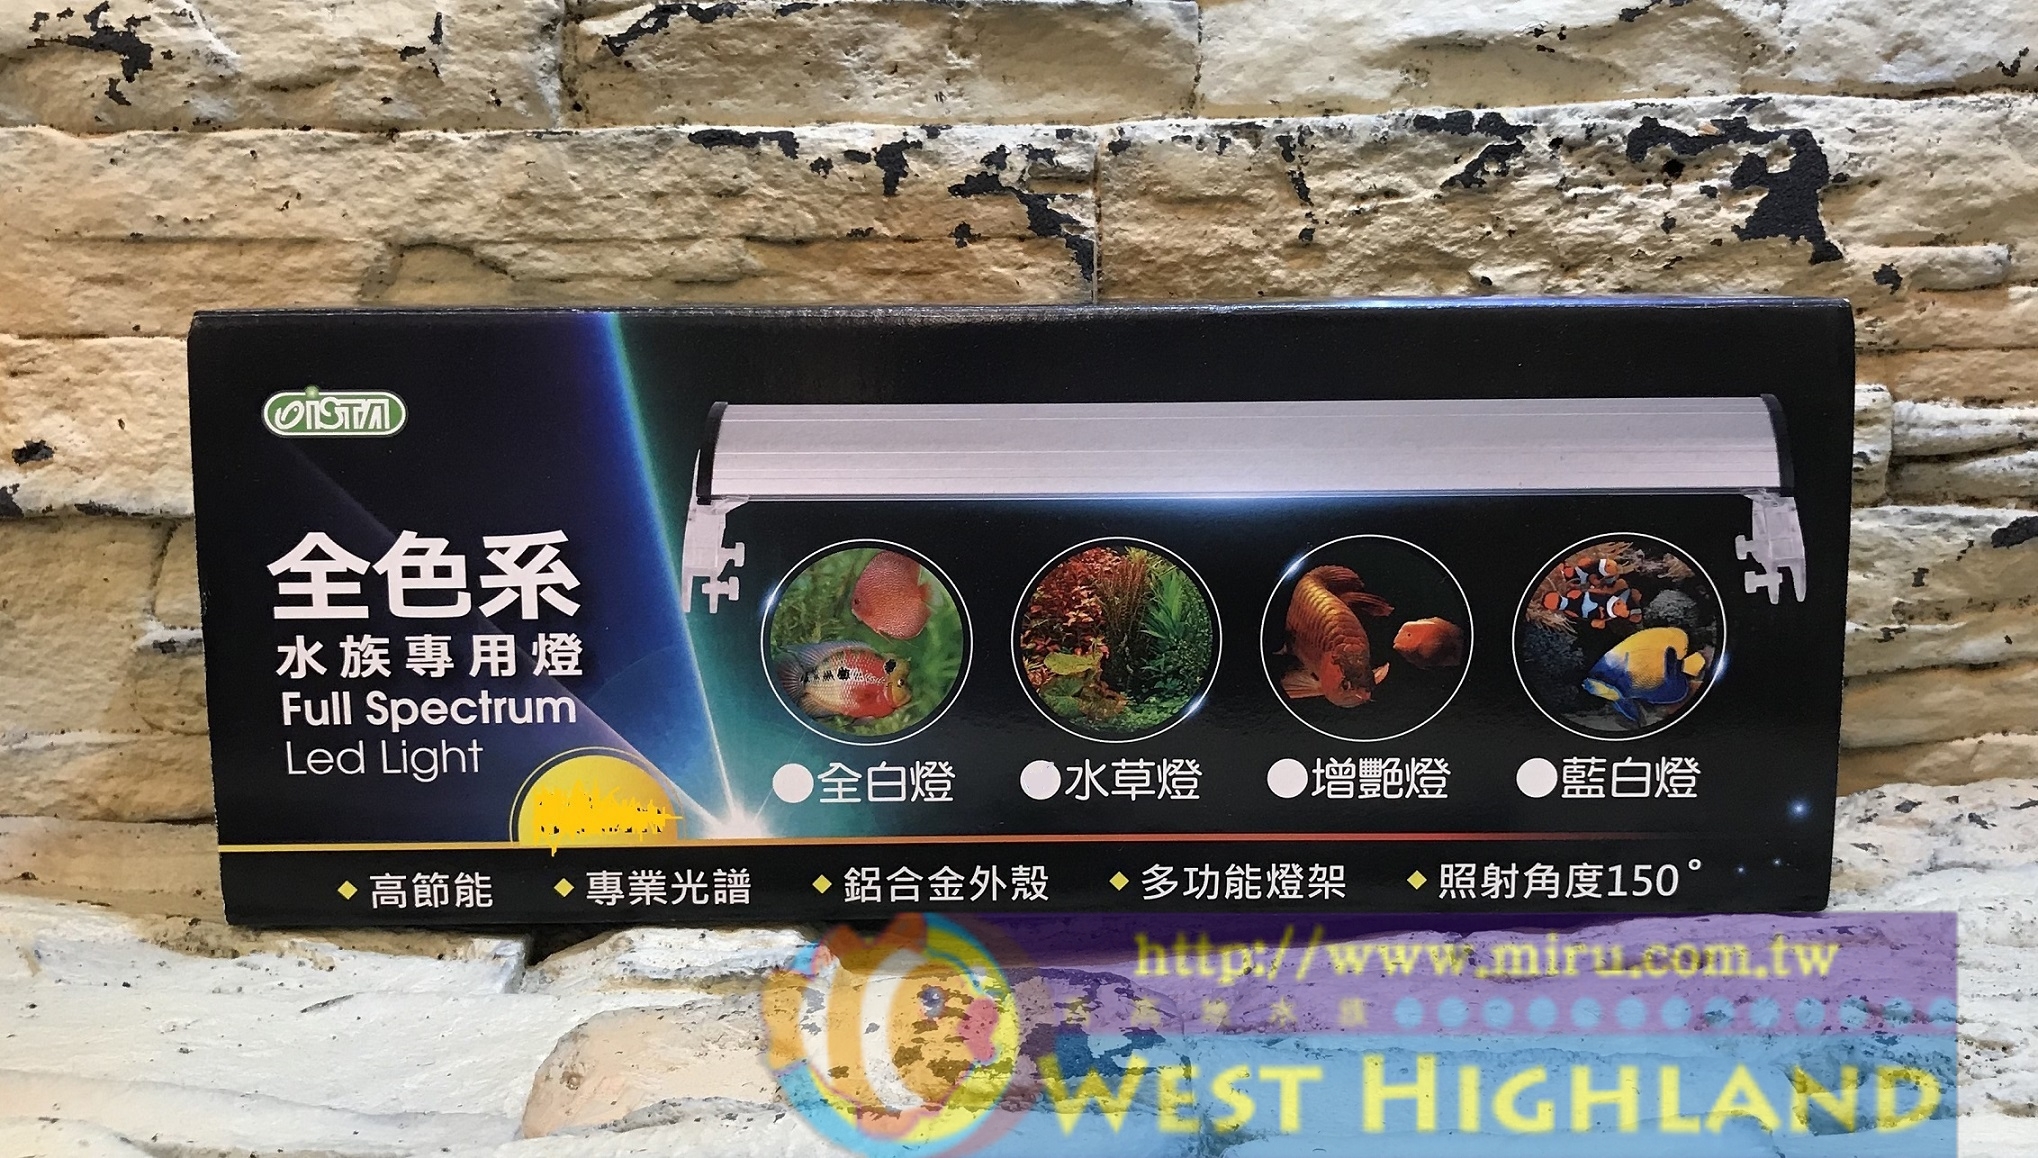 ISTA
全色系
水族專用燈
Full Spectrum
Led Light
全白燈
水草燈
增艷燈
藍白燈
◆高節能 ◆專業光譜 ◆鋁合金外殼 ◆多功能燈架 ◆照射角度150°
http://www.miru.com.tw
WEST HIGHLAND